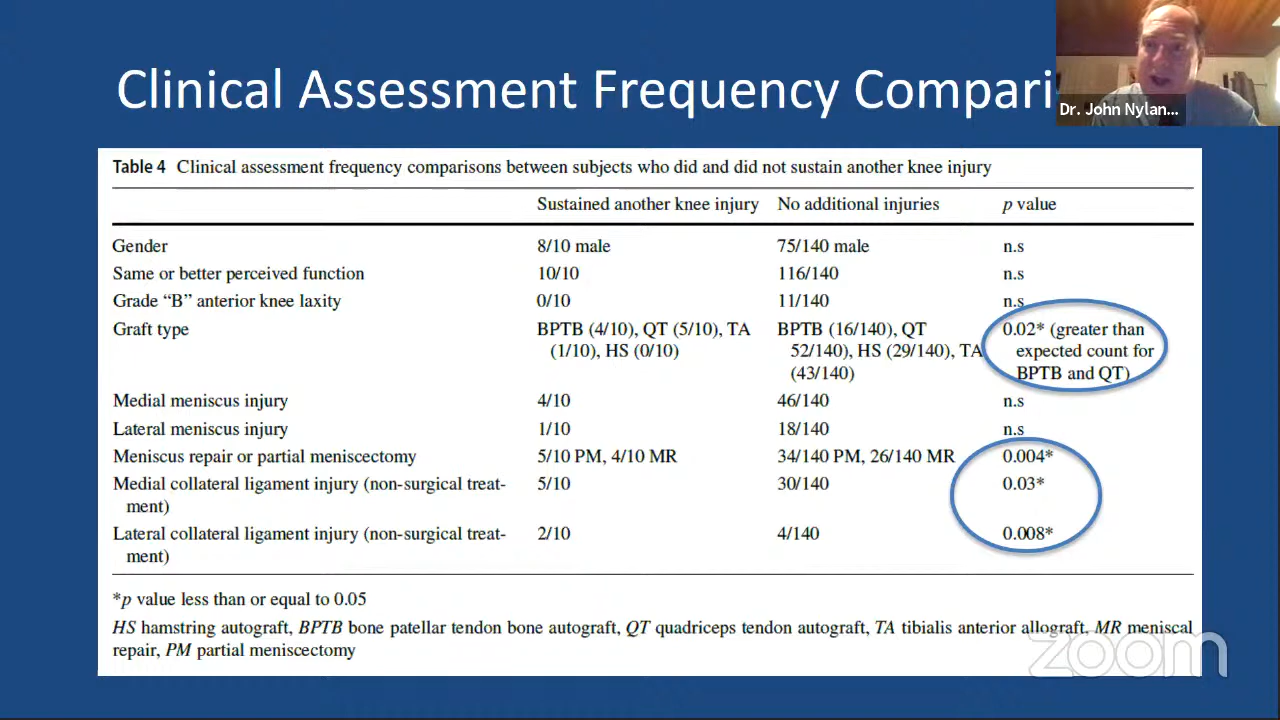 Clinical Assessment Frequency Compari
Dr. John Nylan...
Table 4 Clinical assessment frequency comparisons between subjects who did and did not sustain another knee injury
Sustained another knee injury No additional injuries p value
Gender 8/10 male 75/140 male n.s
Same or better perceived function 10/10 116/140 n.s
Grade “B” anterior knee laxity 0/10 11/140 n.s
Graft type BPTB (4/10), QT (5/10), TA BPTB (16/140), QT 0.02* (greater than
(1/10), HS (0/10) 52/140), HS (29/140), TA expected count for
(43/140) BPTB and QT)
Medial meniscus injury 4/10 46/140 n.s
Lateral meniscus injury 1/10 18/140 n.s
Meniscus repair or partial meniscectomy 5/10 PM, 4/10 MR 34/140 PM, 26/140 MR 0.004*
Medial collateral ligament injury (non-surgical treat- 5/10 30/140 0.03*
ment)
Lateral collateral ligament injury (non-surgical treat- 2/10 4/140 0.008*
ment)
*p value less than or equal to 0.05
HS hamstring autograft, BPTB bone patellar tendon bone autograft, QT quadriceps tendon autograft, TA tibialis anterior allograft, MR meniscal
repair, PM partial meniscectomy
zoom